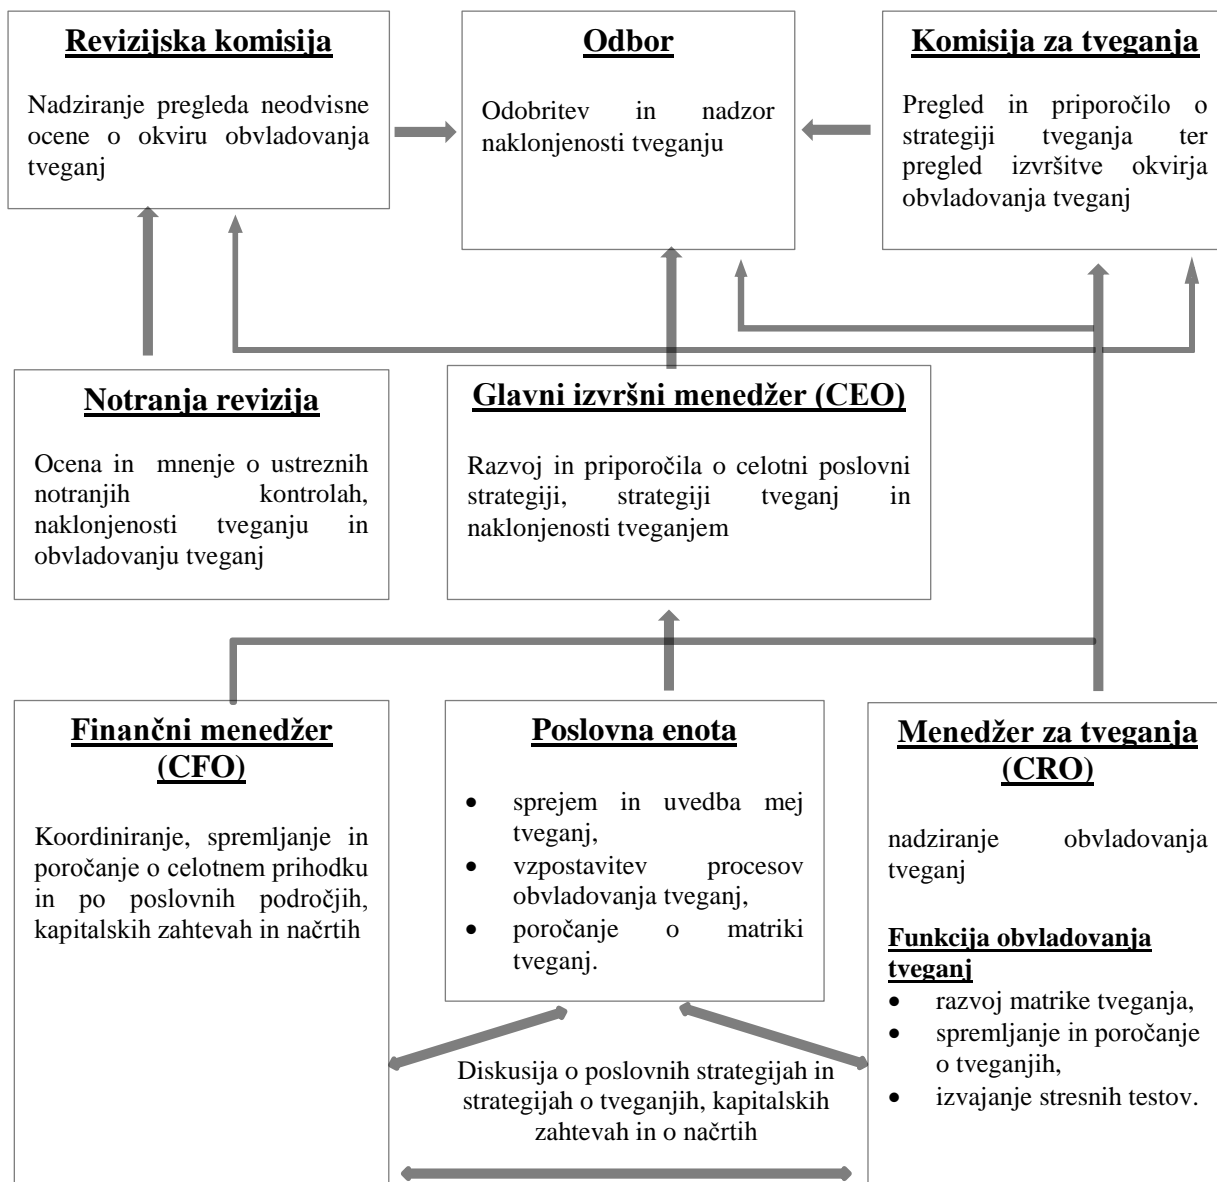 Revizijska komisija
Nadziranje pregleda neodvisne
ocene o okviru obvladovanja
tveganj
Odbor
Odobritev in nadzor
naklonjenosti tveganju
Komisija za tveganja
Pregled in priporočilo o
strategiji tveganja ter
pregled izvršitve okvirja
obvladovanja tveganj
Notranja revizija
Ocena in mnenje o ustreznih
notranjih kontrolah,
naklonjenosti tveganju in
obvladovanju tveganj
Glavni izvršni menedžer (CEO)
Razvoj in priporočila o celotni poslovni
strategiji, strategiji tveganj in
naklonjenosti tveganjem
Finančni menedžer
(CFO)
Koordiniranje, spremljanje in
poročanje o celotnem prihodku
in po poslovnih področjih,
kapitalskih zahtevah in načrtih
Poslovna enota
• sprejem in uvedba mej
tveganj,
• vzpostavitev procesov
obvladovanja tveganj,
• poročanje o matriki
tveganj.
Menedžer za tveganja
(CRO)
nadziranje obvladovanja
tveganj
Funkcija obvladovanja
tveganj
• razvoj matrike tveganja,
• spremljanje in poročanje
o tveganjih,
• izvajanje stresnih testov.
Diskusija o poslovnih strategijah in
strategijah o tveganjih, kapitalskih
zahtevah in o načrtih